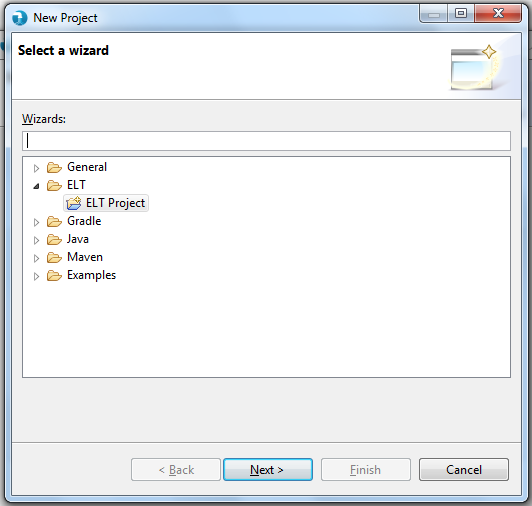 New Project
Select a wizard
Wizards:
General
ELT
ELT Project
Gradle
Java
Maven
Examples
< Back Next > Finish Cancel